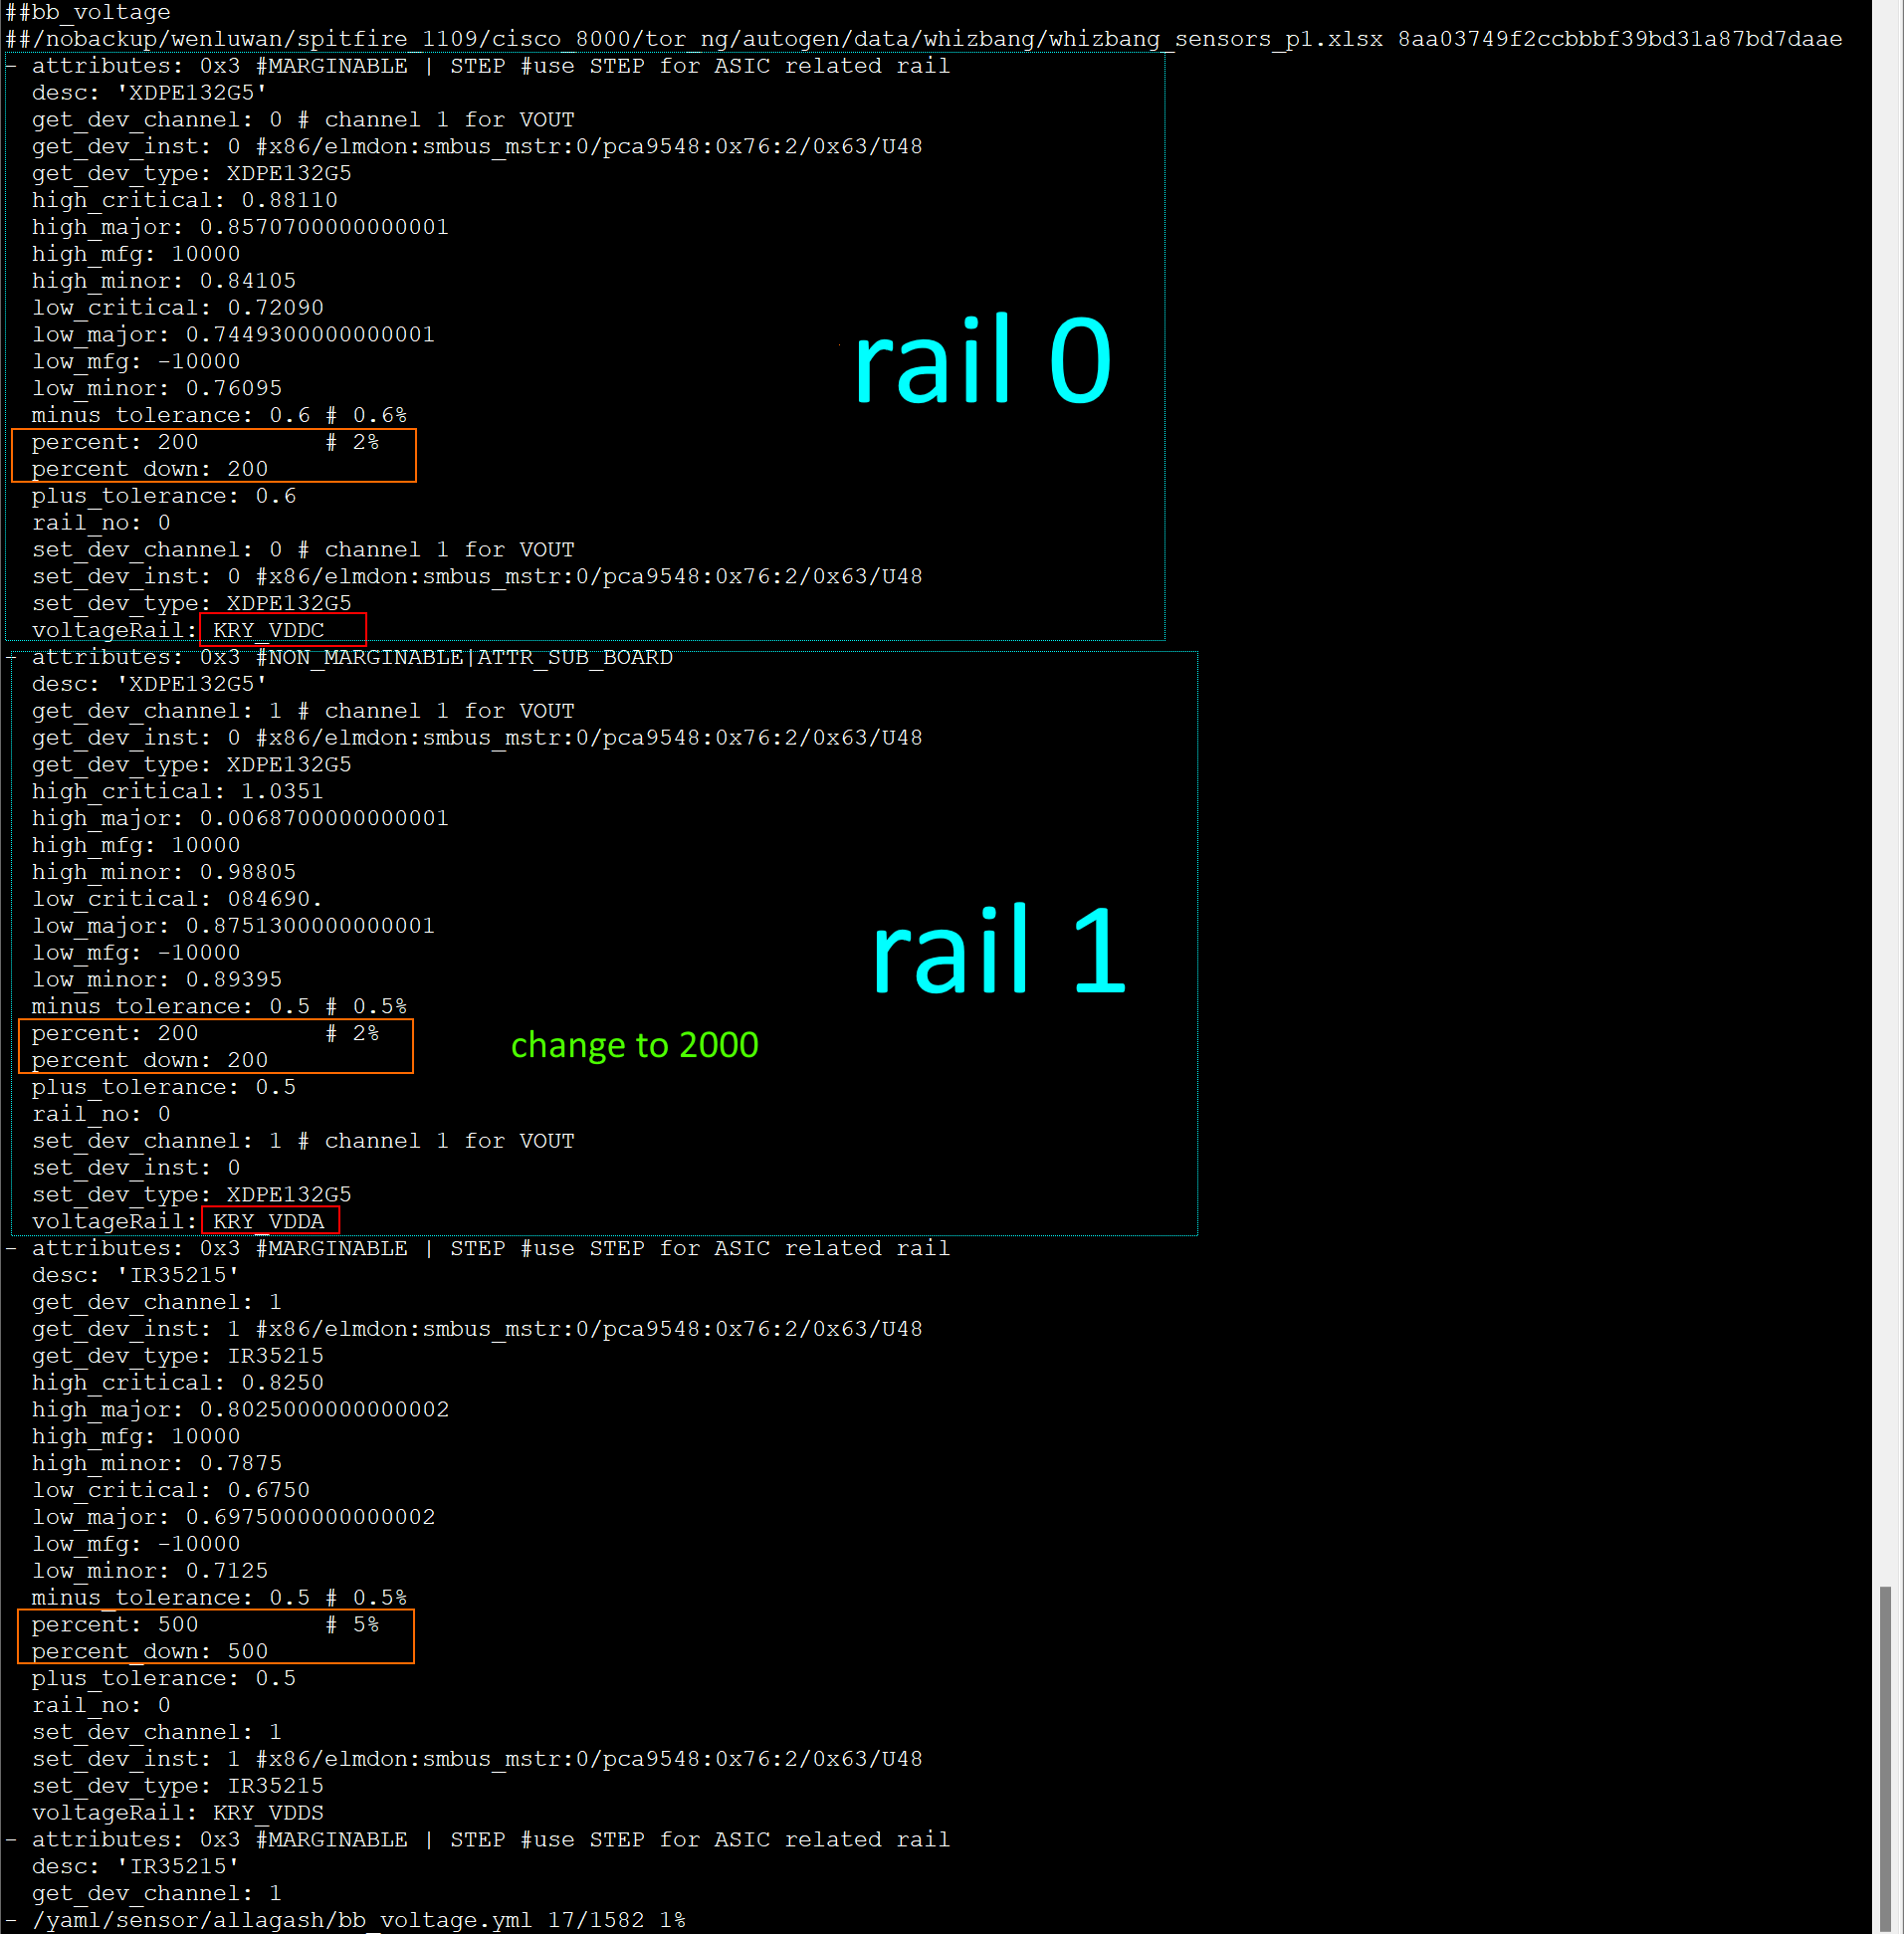 ##bb_voltage
##/nobackup/wenluwan/spitfire_1109/cisco_8000/tor_ng/autogen/data/whizbang/whizbang_sensors_p1.xlsx 8aa03749f2ccbbbf39bd31a87bd7daae
- attributes: 0x3 #MARGINABLE | STEP #use STEP for ASIC related rail
desc: 'XDPE132G5'
get_dev_channel: 0 # channel 1 for VOUT
get_dev_inst: 0 #x86/elmdon:smbus_mstr:0/pca9548:0x76:2/0x63/U48
get_dev_type: XDPE132G5
high_critical: 0.88110
high_major: 0.8570700000000001
high_mfg: 10000
high_minor: 0.84105
low_critical: 0.72090
low_major: 0.7449300000000001
low_mfg: -10000
low_minor: 0.76095
rail 0
minus_tolerance: 0.6 # 0.6%
percent: 200 # 2%
percent_down: 200
plus_tolerance: 0.6
rail_no: 0
set_dev_channel: 0 # channel 1 for VOUT
set_dev_inst: 0 #x86/elmdon:smbus_mstr:0/pca9548:0x76:2/0x63/U48
set_dev_type: XDPE132G5
voltageRail: KRY_VDDC
- attributes: 0x3 #NON_MARGINABLE|ATTR_SUB_BOARD
desc: 'XDPE132G5'
get_dev_channel: 1 # channel 1 for VOUT
get_dev_inst: 0 #x86/elmdon:smbus_mstr:0/pca9548:0x76:2/0x63/U48
get_dev_type: XDPE132G5
high_critical: 1.0351
high_major: 0.0068700000000001
high_mfg: 10000
high_minor: 0.98805
low_critical: 084690.
low_major: 0.8751300000000001
low_mfg: -10000
low_minor: 0.89395
rail 1
minus_tolerance: 0.5 # 0.5%
percent: 200 # 2%
change to 2000
percent_down: 200
plus_tolerance: 0.5
rail_no: 0
set_dev_channel: 1 # channel 1 for VOUT
set_dev_inst: 0
set_dev_type: XDPE132G5
voltageRail: KRY_VDDA
- attributes: 0x3 #MARGINABLE | STEP #use STEP for ASIC related rail
desc: 'IR35215'
get_dev_channel: 1
get_dev_inst: 1 #x86/elmdon:smbus_mstr:0/pca9548:0x76:2/0x63/U48
get_dev_type: IR35215
high_critical: 0.8250
high_major: 0.8025000000000002
high_mfg: 10000
high_minor: 0.7875
low_critical: 0.6750
low_major: 0.6975000000000002
low_mfg: -10000
low_minor: 0.7125
minus_tolerance: 0.5 # 0.5%
percent: 500 # 5%
percent_down: 500
plus_tolerance: 0.5
rail_no: 0
set_dev_channel: 1
set_dev_inst: 1 #x86/elmdon:smbus_mstr:0/pca9548:0x76:2/0x63/U48
set_dev_type: IR35215
voltageRail: KRY_VDDS
- attributes: 0x3 #MARGINABLE | STEP #use STEP for ASIC related rail
desc: 'IR35215'
get_dev_channel: 1
- /yaml/sensor/allagash/bb_voltage.yml 17/1582 1%